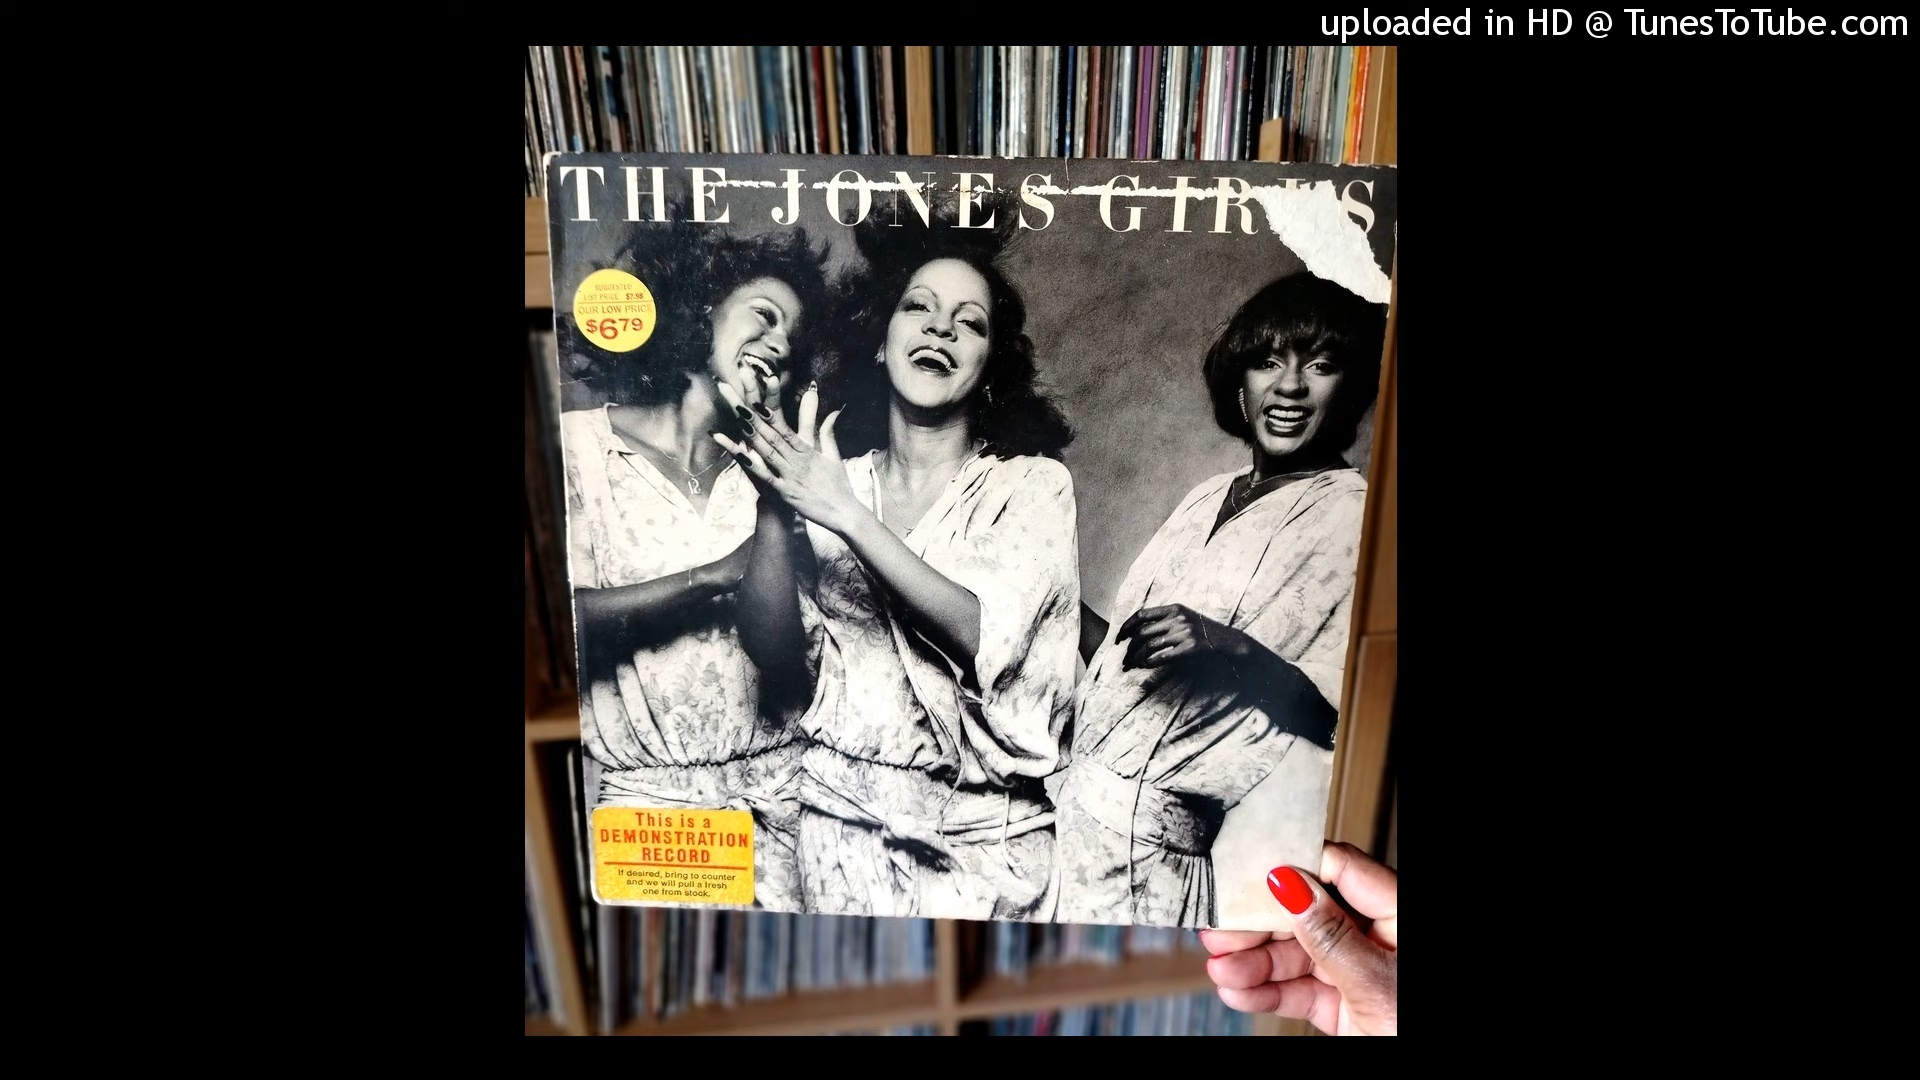 uploaded in HD @ TunesToTube.com
THE JONES GIRLS
SUGGESTED
LIST PRICE $7.98
OUR LOW PRICE
$6.79
This is a
DEMONSTRATION
RECORD
If desired, bring to counter
and we will pull a fresh
one from stock.